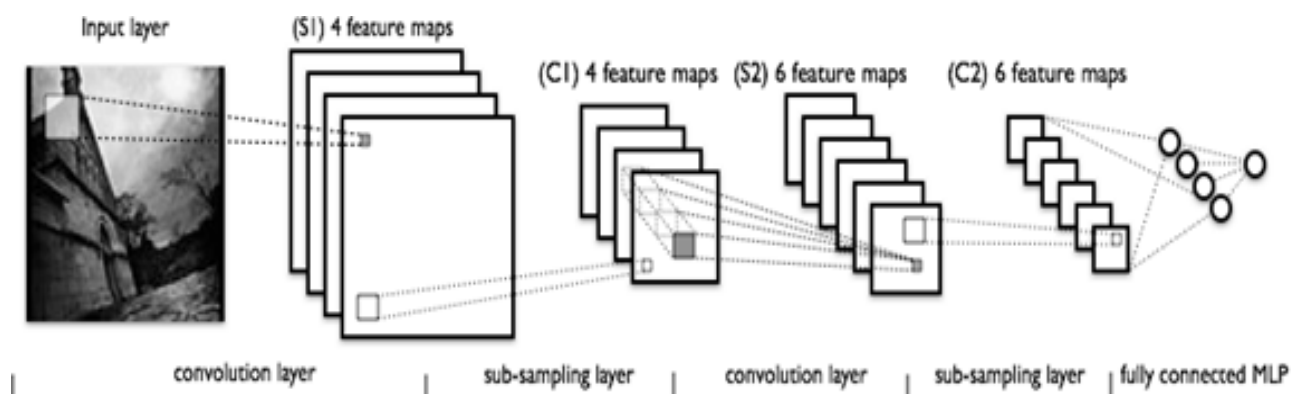 Input layer
(S1) 4 feature maps
(C1) 4 feature maps
(S2) 6 feature maps
(C2) 6 feature maps
convolution layer
sub-sampling layer
convolution layer
sub-sampling layer
fully connected MLP